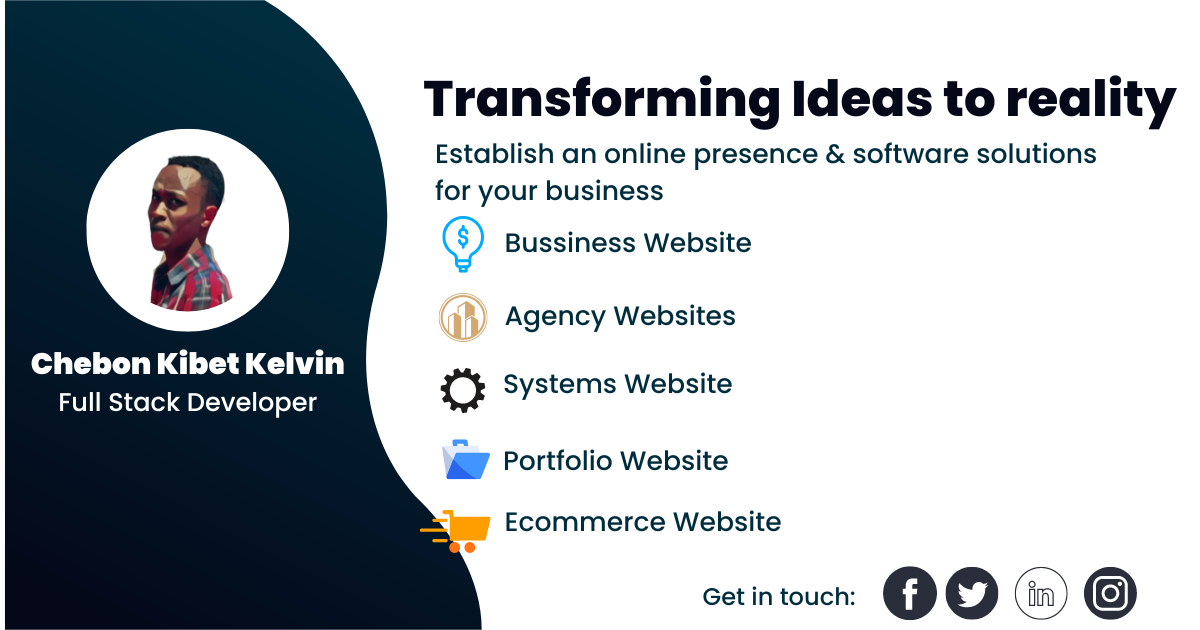 Transforming Ideas to reality
Establish an online presence & software solutions
for your business
Bussiness Website
Agency Websites
Systems Website
Portfolio Website
Ecommerce Website
Chebon Kibet Kelvin
Full Stack Developer
Get in touch: